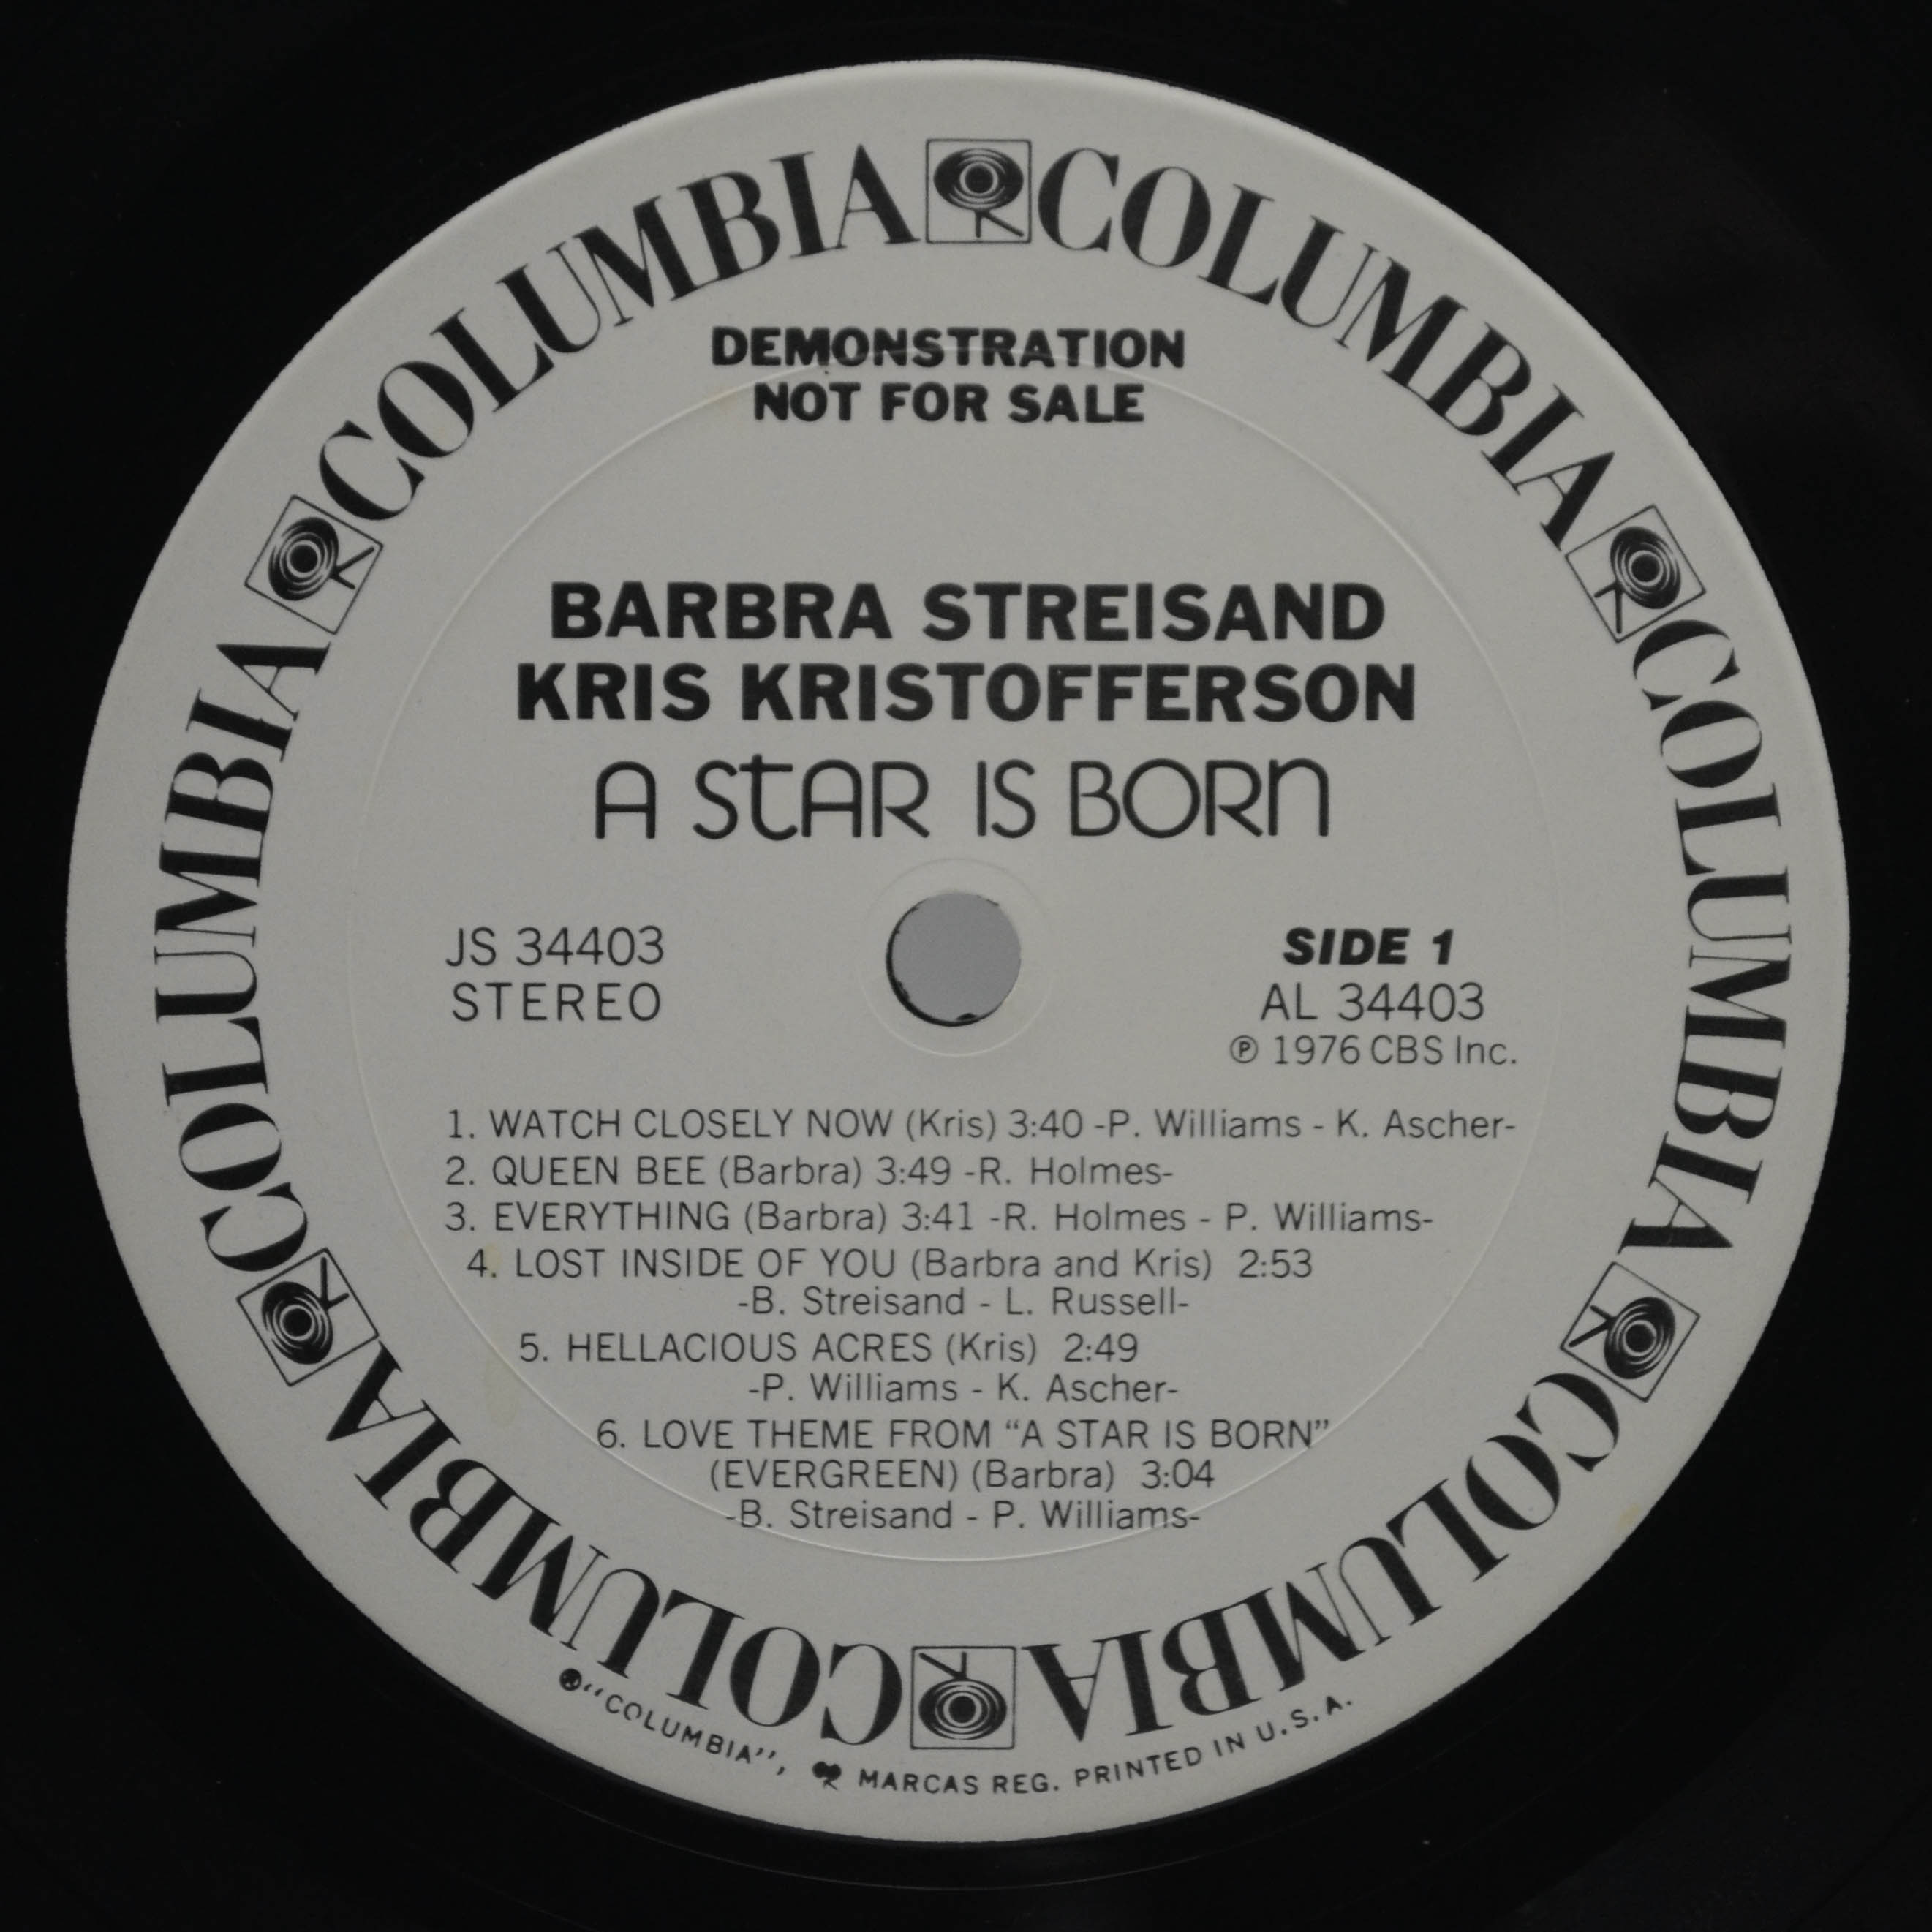 COLUMBIA COLUMBIA COLUMBIA COLUMBIA COLUMBIA COLUMBIA
DEMONSTRATION
NOT FOR SALE
BARBRA STREISAND
KRIS KRISTOFFERSON
A StAR IS BORn
JS 34403
STEREO
SIDE 1
AL 34403
℗ 1976 CBS Inc.
1. WATCH CLOSELY NOW (Kris) 3:40 -P. Williams - K. Ascher-
2. QUEEN BEE (Barbra) 3:49 -R. Holmes-
3. EVERYTHING (Barbra) 3:41 -R. Holmes - P. Williams-
4. LOST INSIDE OF YOU (Barbra and Kris) 2:53
-B. Streisand - L. Russell-
5. HELLACIOUS ACRES (Kris) 2:49
-P. Williams - K. Ascher-
6. LOVE THEME FROM “A STAR IS BORN”
(EVERGREEN) (Barbra) 3:04
-B. Streisand - P. Williams-
“COLUMBIA”, MARCAS REG. PRINTED IN U.S.A.